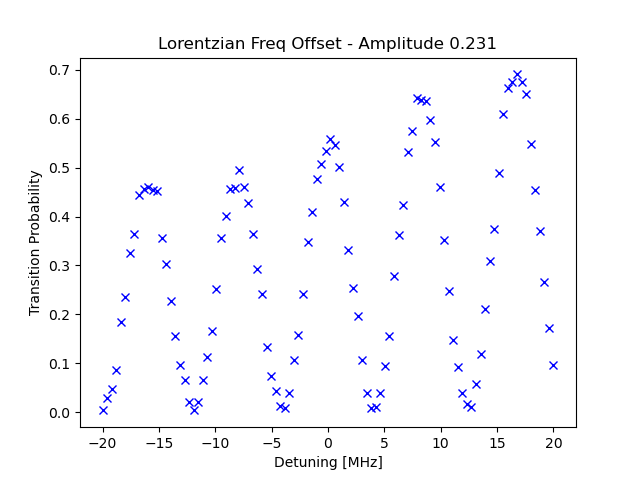 Lorentzian Freq Offset - Amplitude 0.231
0.7
0.6
0.5
0.4
0.3
0.2
0.1
0.0
Transition Probability
−20 −15 −10 −5 0 5 10 15 20
Detuning [MHz]